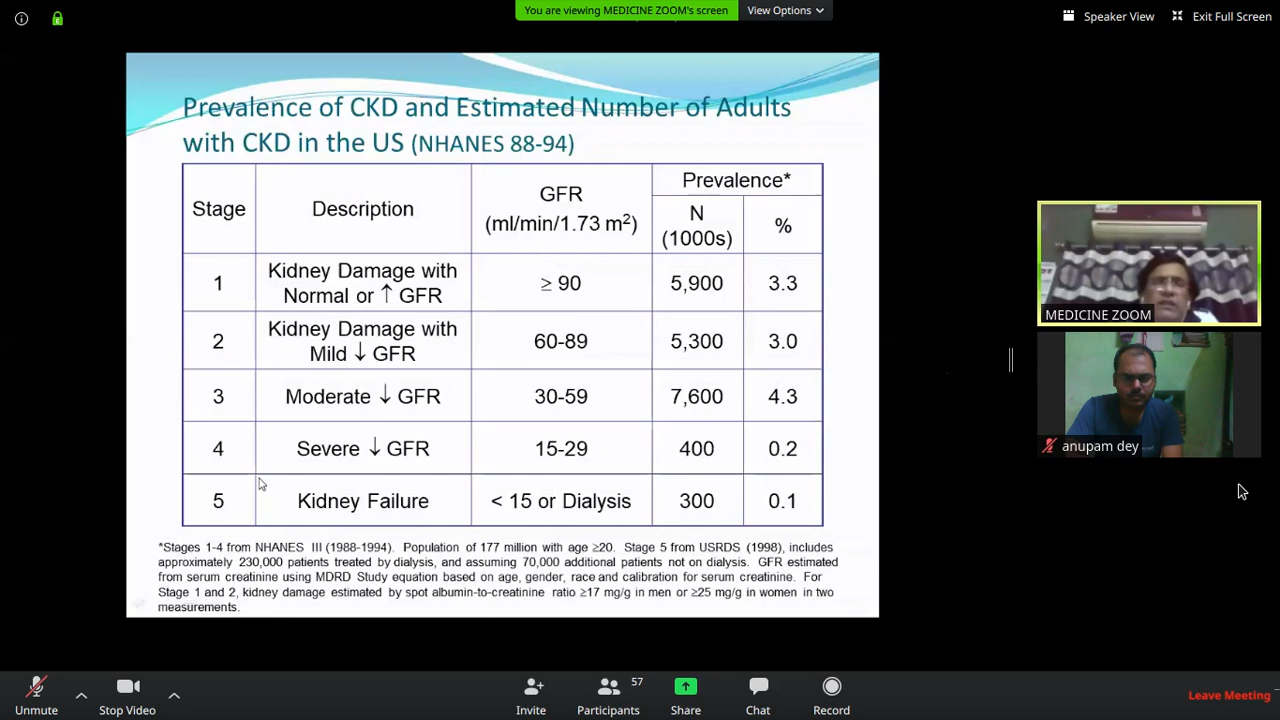 You are viewing MEDICINE ZOOM's screen
View Options
Speaker View
Exit Full Screen
Prevalence of CKD and Estimated Number of Adults
with CKD in the US (NHANES 88-94)
Stage
Description
GFR
(ml/min/1.73 m²)
Prevalence*
N
(1000s)
%
1
Kidney Damage with
Normal or ↑ GFR
≥ 90
5,900
3.3
2
Kidney Damage with
Mild ↓ GFR
60-89
5,300
3.0
3
Moderate ↓ GFR
30-59
7,600
4.3
4
Severe ↓ GFR
15-29
400
0.2
5
Kidney Failure
< 15 or Dialysis
300
0.1
*Stages 1-4 from NHANES III (1988-1994). Population of 177 million with age ≥20. Stage 5 from USRDS (1998), includes
approximately 230,000 patients treated by dialysis, and assuming 70,000 additional patients not on dialysis. GFR estimated
from serum creatinine using MDRD Study equation based on age, gender, race and calibration for serum creatinine. For
Stage 1 and 2, kidney damage estimated by spot albumin-to-creatinine ratio ≥17 mg/g in men or ≥25 mg/g in women in two
measurements.
MEDICINE ZOOM
anupam dey
Unmute
Stop Video
Invite
57
Participants
Share
Chat
Record
Leave Meeting